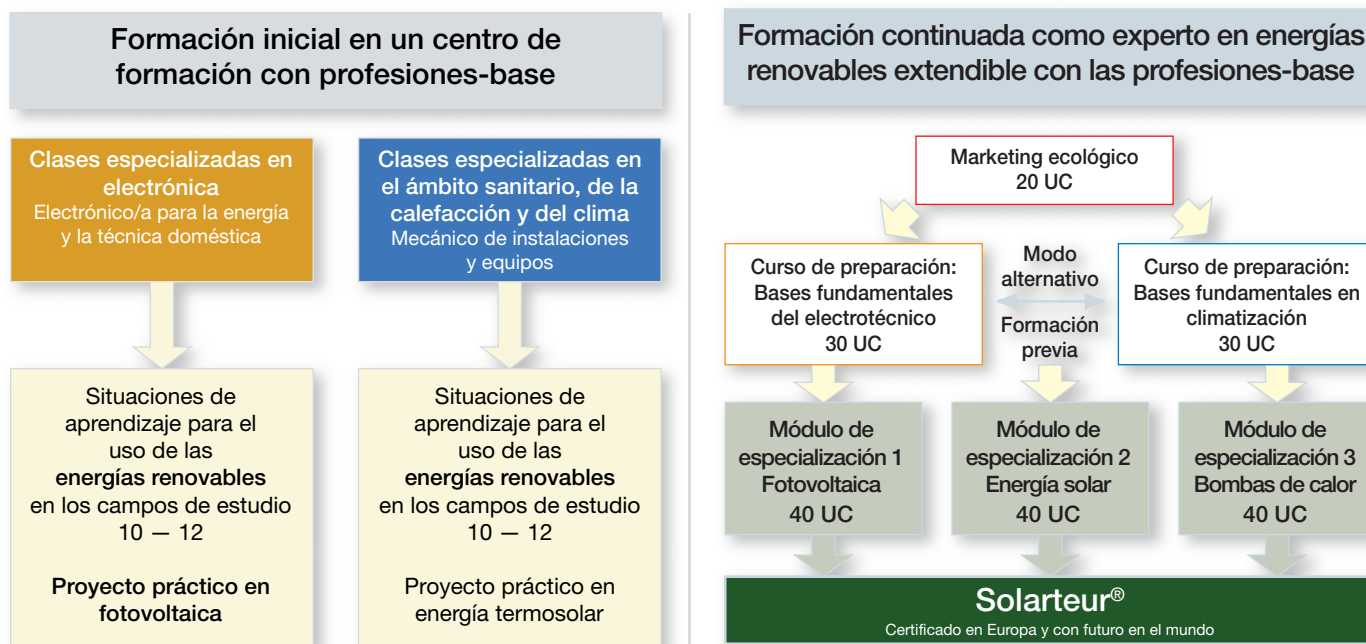 Formación inicial en un centro de
formación con profesiones-base
Clases especializadas en
electrónica
Electrónico/a para la energía
y la técnica doméstica
Clases especializadas en
el ámbito sanitario, de la
calefacción y del clima
Mecánico de instalaciones
y equipos
Situaciones de
aprendizaje para el
uso de las
energías renovables
en los campos de estudio
10 — 12
Proyecto práctico en
fotovoltaica
Situaciones de
aprendizaje para el
uso de las
energías renovables
en los campos de estudio
10 — 12
Proyecto práctico en
energía termosolar
Formación continuada como experto en energías
renovables extendible con las profesiones-base
Marketing ecológico
20 UC
Curso de preparación:
Bases fundamentales
del electrotécnico
30 UC
Modo
alternativo
Formación
previa
Curso de preparación:
Bases fundamentales en
climatización
30 UC
Módulo de
especialización 1
Fotovoltaica
40 UC
Módulo de
especialización 2
Energía solar
40 UC
Módulo de
especialización 3
Bombas de calor
40 UC
Solarteur®
Certificado en Europa y con futuro en el mundo